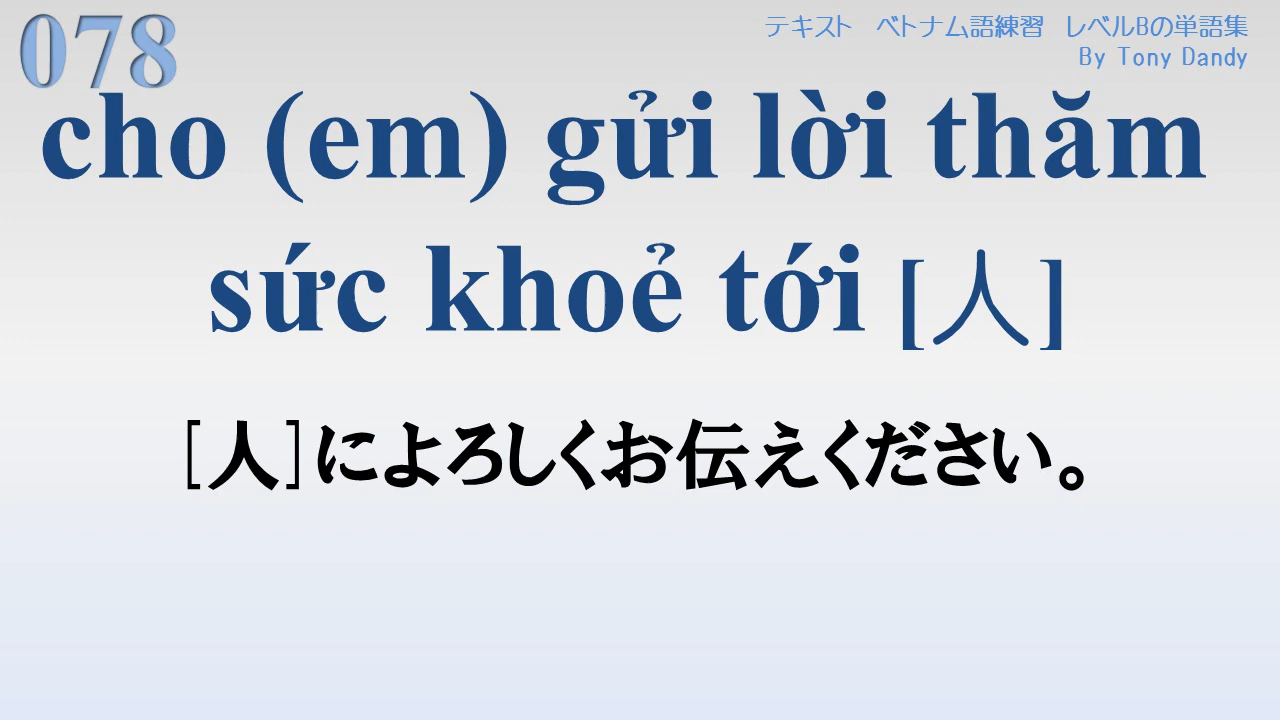 078
テキスト　ベトナム語練習　レベルBの単語集
By Tony Dandy
cho (em) gửi lời thăm
sức khoẻ tới [人]
[人]によろしくお伝えください。